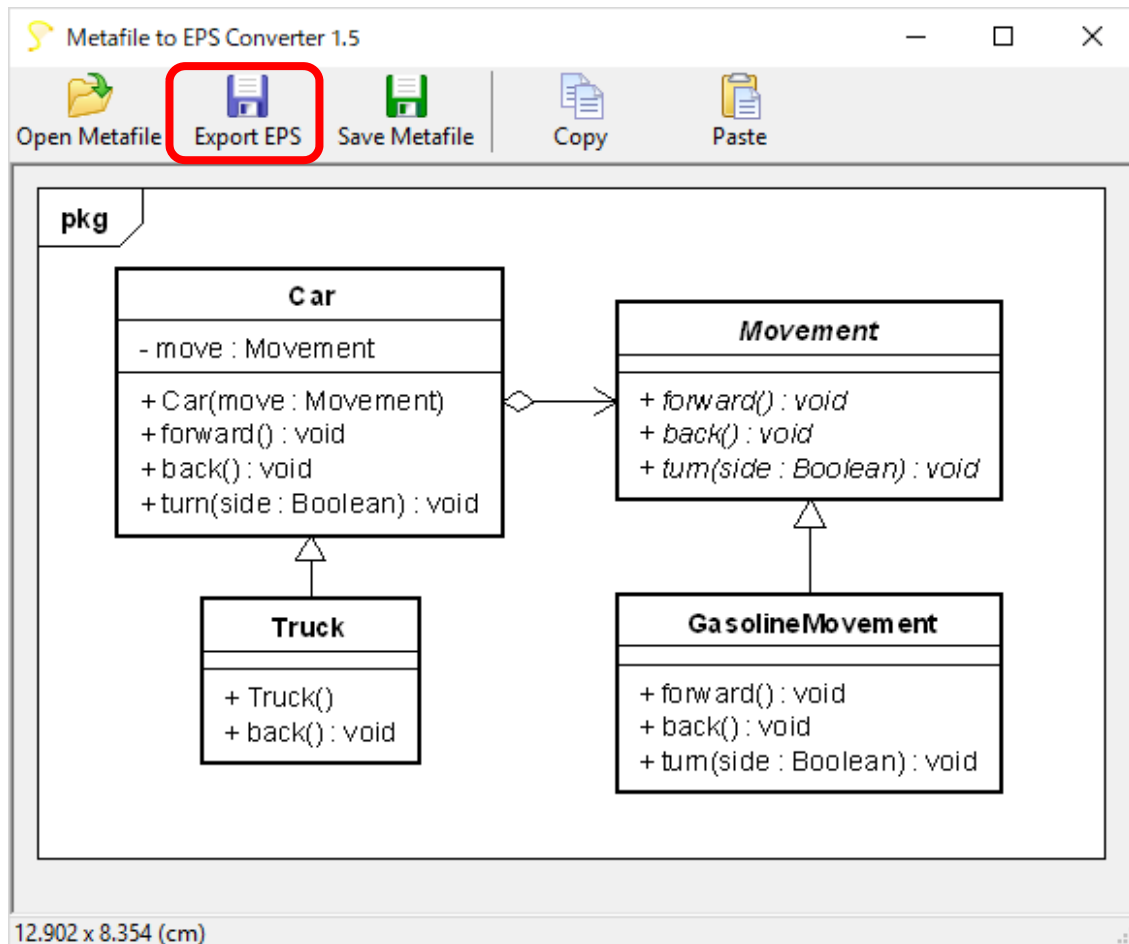 Metafile to EPS Converter 1.5
Open Metafile Export EPS Save Metafile Copy Paste
pkg
Car
- move : Movement
+ Car(move : Movement)
+ forward() : void
+ back() : void
+ turn(side : Boolean) : void
Movement
+ forward() : void
+ back() : void
+ turn(side : Boolean) : void
Truck
+ Truck()
+ back() : void
GasolineMovement
+ forward() : void
+ back() : void
+ turn(side : Boolean) : void
12.902 x 8.354 (cm)